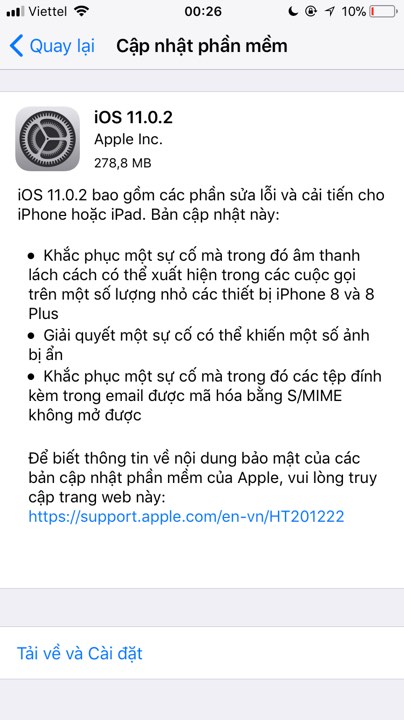 Viettel 00:26 10%
Quay lại Cập nhật phần mềm
iOS 11.0.2
Apple Inc.
278,8 MB
iOS 11.0.2 bao gồm các phần sửa lỗi và cải tiến cho
iPhone hoặc iPad. Bản cập nhật này:
• Khắc phục một sự cố mà trong đó âm thanh
lách cách có thể xuất hiện trong các cuộc gọi
trên một số lượng nhỏ các thiết bị iPhone 8 và 8
Plus
• Giải quyết một sự cố có thể khiến một số ảnh
bị ẩn
• Khắc phục một sự cố mà trong đó các tệp đính
kèm trong email được mã hóa bằng S/MIME
không mở được
Để biết thông tin về nội dung bảo mật của các
bản cập nhật phần mềm của Apple, vui lòng truy
cập trang web này:
https://support.apple.com/en-vn/HT201222
Tải về và Cài đặt